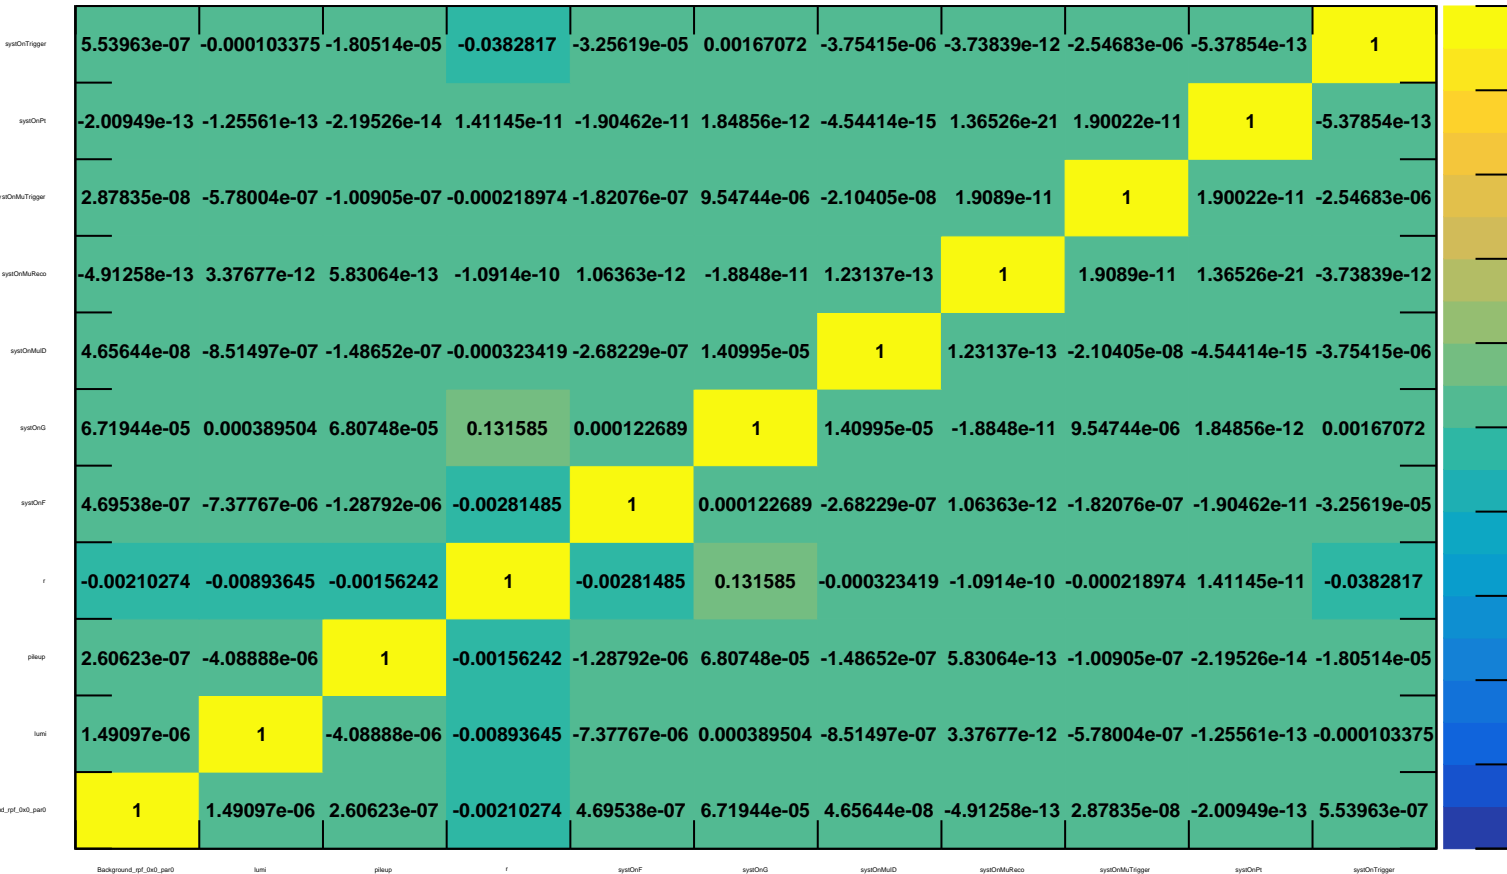 systOnTrigger 5.53963e-07 -0.000103375 -1.80514e-05 -0.0382817 -3.25619e-05 0.00167072 -3.75415e-06 -3.73839e-12 -2.54683e-06 -5.37854e-13 1
systOnPt -2.00949e-13 -1.25561e-13 -2.19526e-14 1.41145e-11 -1.90462e-11 1.84856e-12 -4.54414e-15 1.36526e-21 1.90022e-11 1 -5.37854e-13
rstOnMuTrigger 2.87835e-08 -5.78004e-07 -1.00905e-07 -0.000218974 -1.82076e-07 9.54744e-06 -2.10405e-08 1.9089e-11 1 1.90022e-11 -2.54683e-06
systOnMuReco -4.91258e-13 3.37677e-12 5.83064e-13 -1.0914e-10 1.06363e-12 -1.8848e-11 1.23137e-13 1 1.9089e-11 1.36526e-21 -3.73839e-12
systOnMuID 4.65644e-08 -8.51497e-07 -1.48652e-07 -0.000323419 -2.68229e-07 1.40995e-05 1 1.23137e-13 -2.10405e-08 -4.54414e-15 -3.75415e-06
systOnG 6.71944e-05 0.000389504 6.80748e-05 0.131585 0.000122689 1 1.40995e-05 -1.8848e-11 9.54744e-06 1.84856e-12 0.00167072
systOnF 4.69538e-07 -7.37767e-06 -1.28792e-06 -0.00281485 1 0.000122689 -2.68229e-07 1.06363e-12 -1.82076e-07 -1.90462e-11 -3.25619e-05
r -0.00210274 -0.00893645 -0.00156242 1 -0.00281485 0.131585 -0.000323419 -1.0914e-10 -0.000218974 1.41145e-11 -0.0382817
pileup 2.60623e-07 -4.08888e-06 1 -0.00156242 -1.28792e-06 6.80748e-05 -1.48652e-07 5.83064e-13 -1.00905e-07 -2.19526e-14 -1.80514e-05
lumi 1.49097e-06 1 -4.08888e-06 -0.00893645 -7.37767e-06 0.000389504 -8.51497e-07 3.37677e-12 -5.78004e-07 -1.25561e-13 -0.000103375
d_rpf_0x0_par0 1 1.49097e-06 2.60623e-07 -0.00210274 4.69538e-07 6.71944e-05 4.65644e-08 -4.91258e-13 2.87835e-08 -2.00949e-13 5.53963e-07
Background_rpf_0x0_par0 lumi pileup r systOnF systOnG systOnMuID systOnMuReco systOnMuTrigger systOnPt systOnTrigger